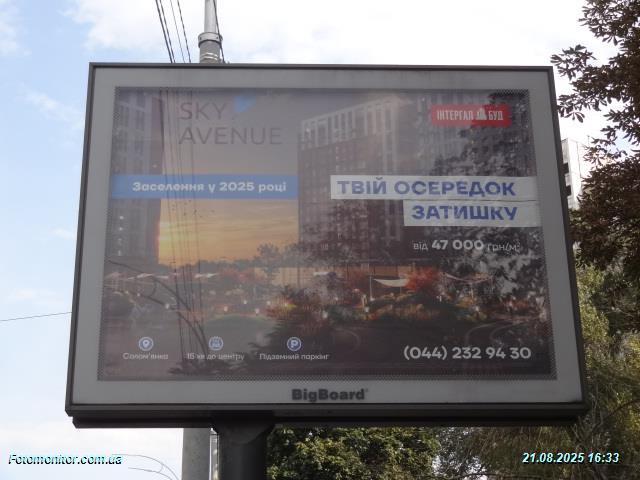 SKY
AVENUE
ІНТЕРГАЛ БУД
Заселення у 2025 році
ТВІЙ ОСЕРЕДОК
ЗАТИШКУ
від 47 000 грн/м²
Солом'янка
15 хв до центру
Підземний паркінг
(044) 232 94 30
BigBoard
Fotomonitor.com.ua
21.08.2025 16:33